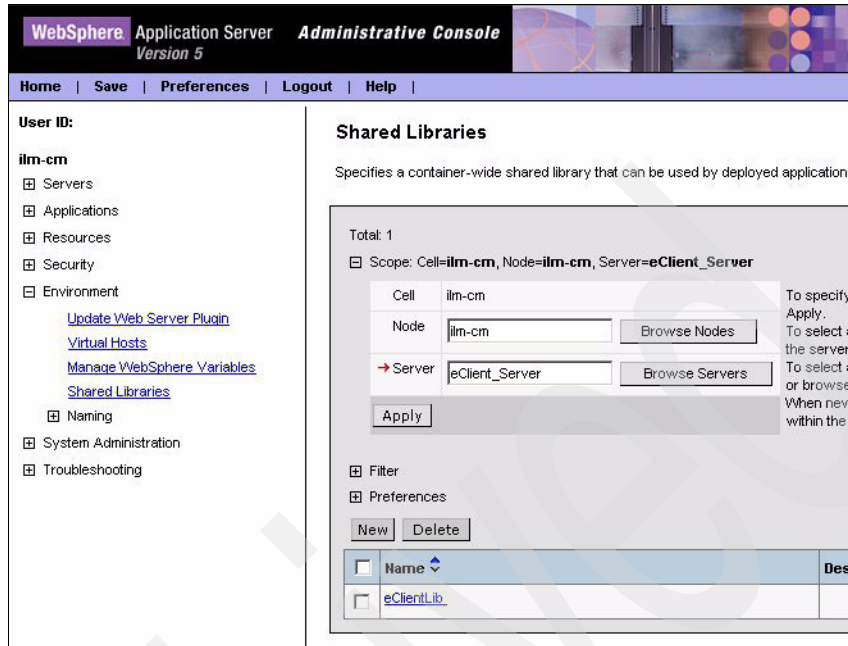 WebSphere Application Server Administrative Console
Version 5
Home | Save | Preferences | Logout | Help |
User ID:
ilm-cm
Servers
Applications
Resources
Security
Environment
Update Web Server Plugin
Virtual Hosts
Manage WebSphere Variables
Shared Libraries
Naming
System Administration
Troubleshooting
Shared Libraries
Specifies a container-wide shared library that can be used by deployed application
Total: 1
Scope: Cell=ilm-cm, Node=ilm-cm, Server=eClient_Server
Cell ilm-cm
Node ilm-cm Browse Nodes
Server eClient_Server Browse Servers
Apply
To specify
Apply.
To select a
the server
To select a
or browse
When new
within the
Filter
Preferences
New Delete
Name Des
eClientLib